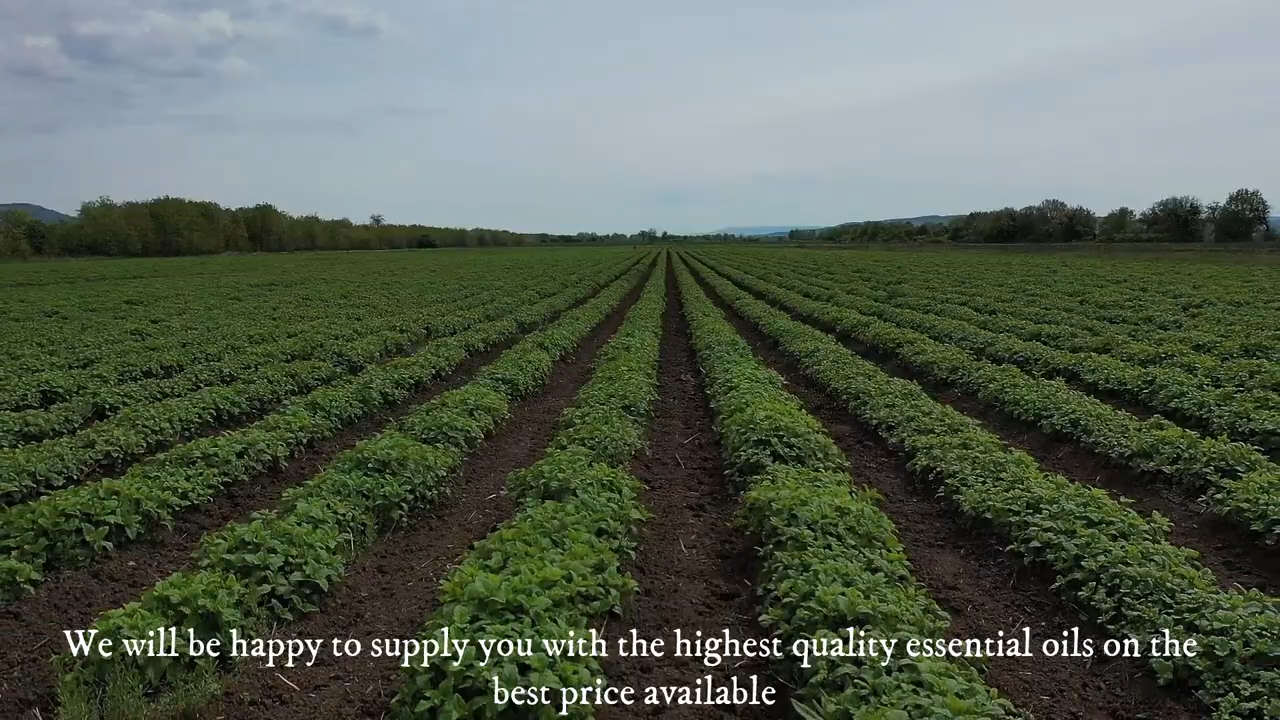 We will be happy to supply you with the highest quality essential oils on the
best price available